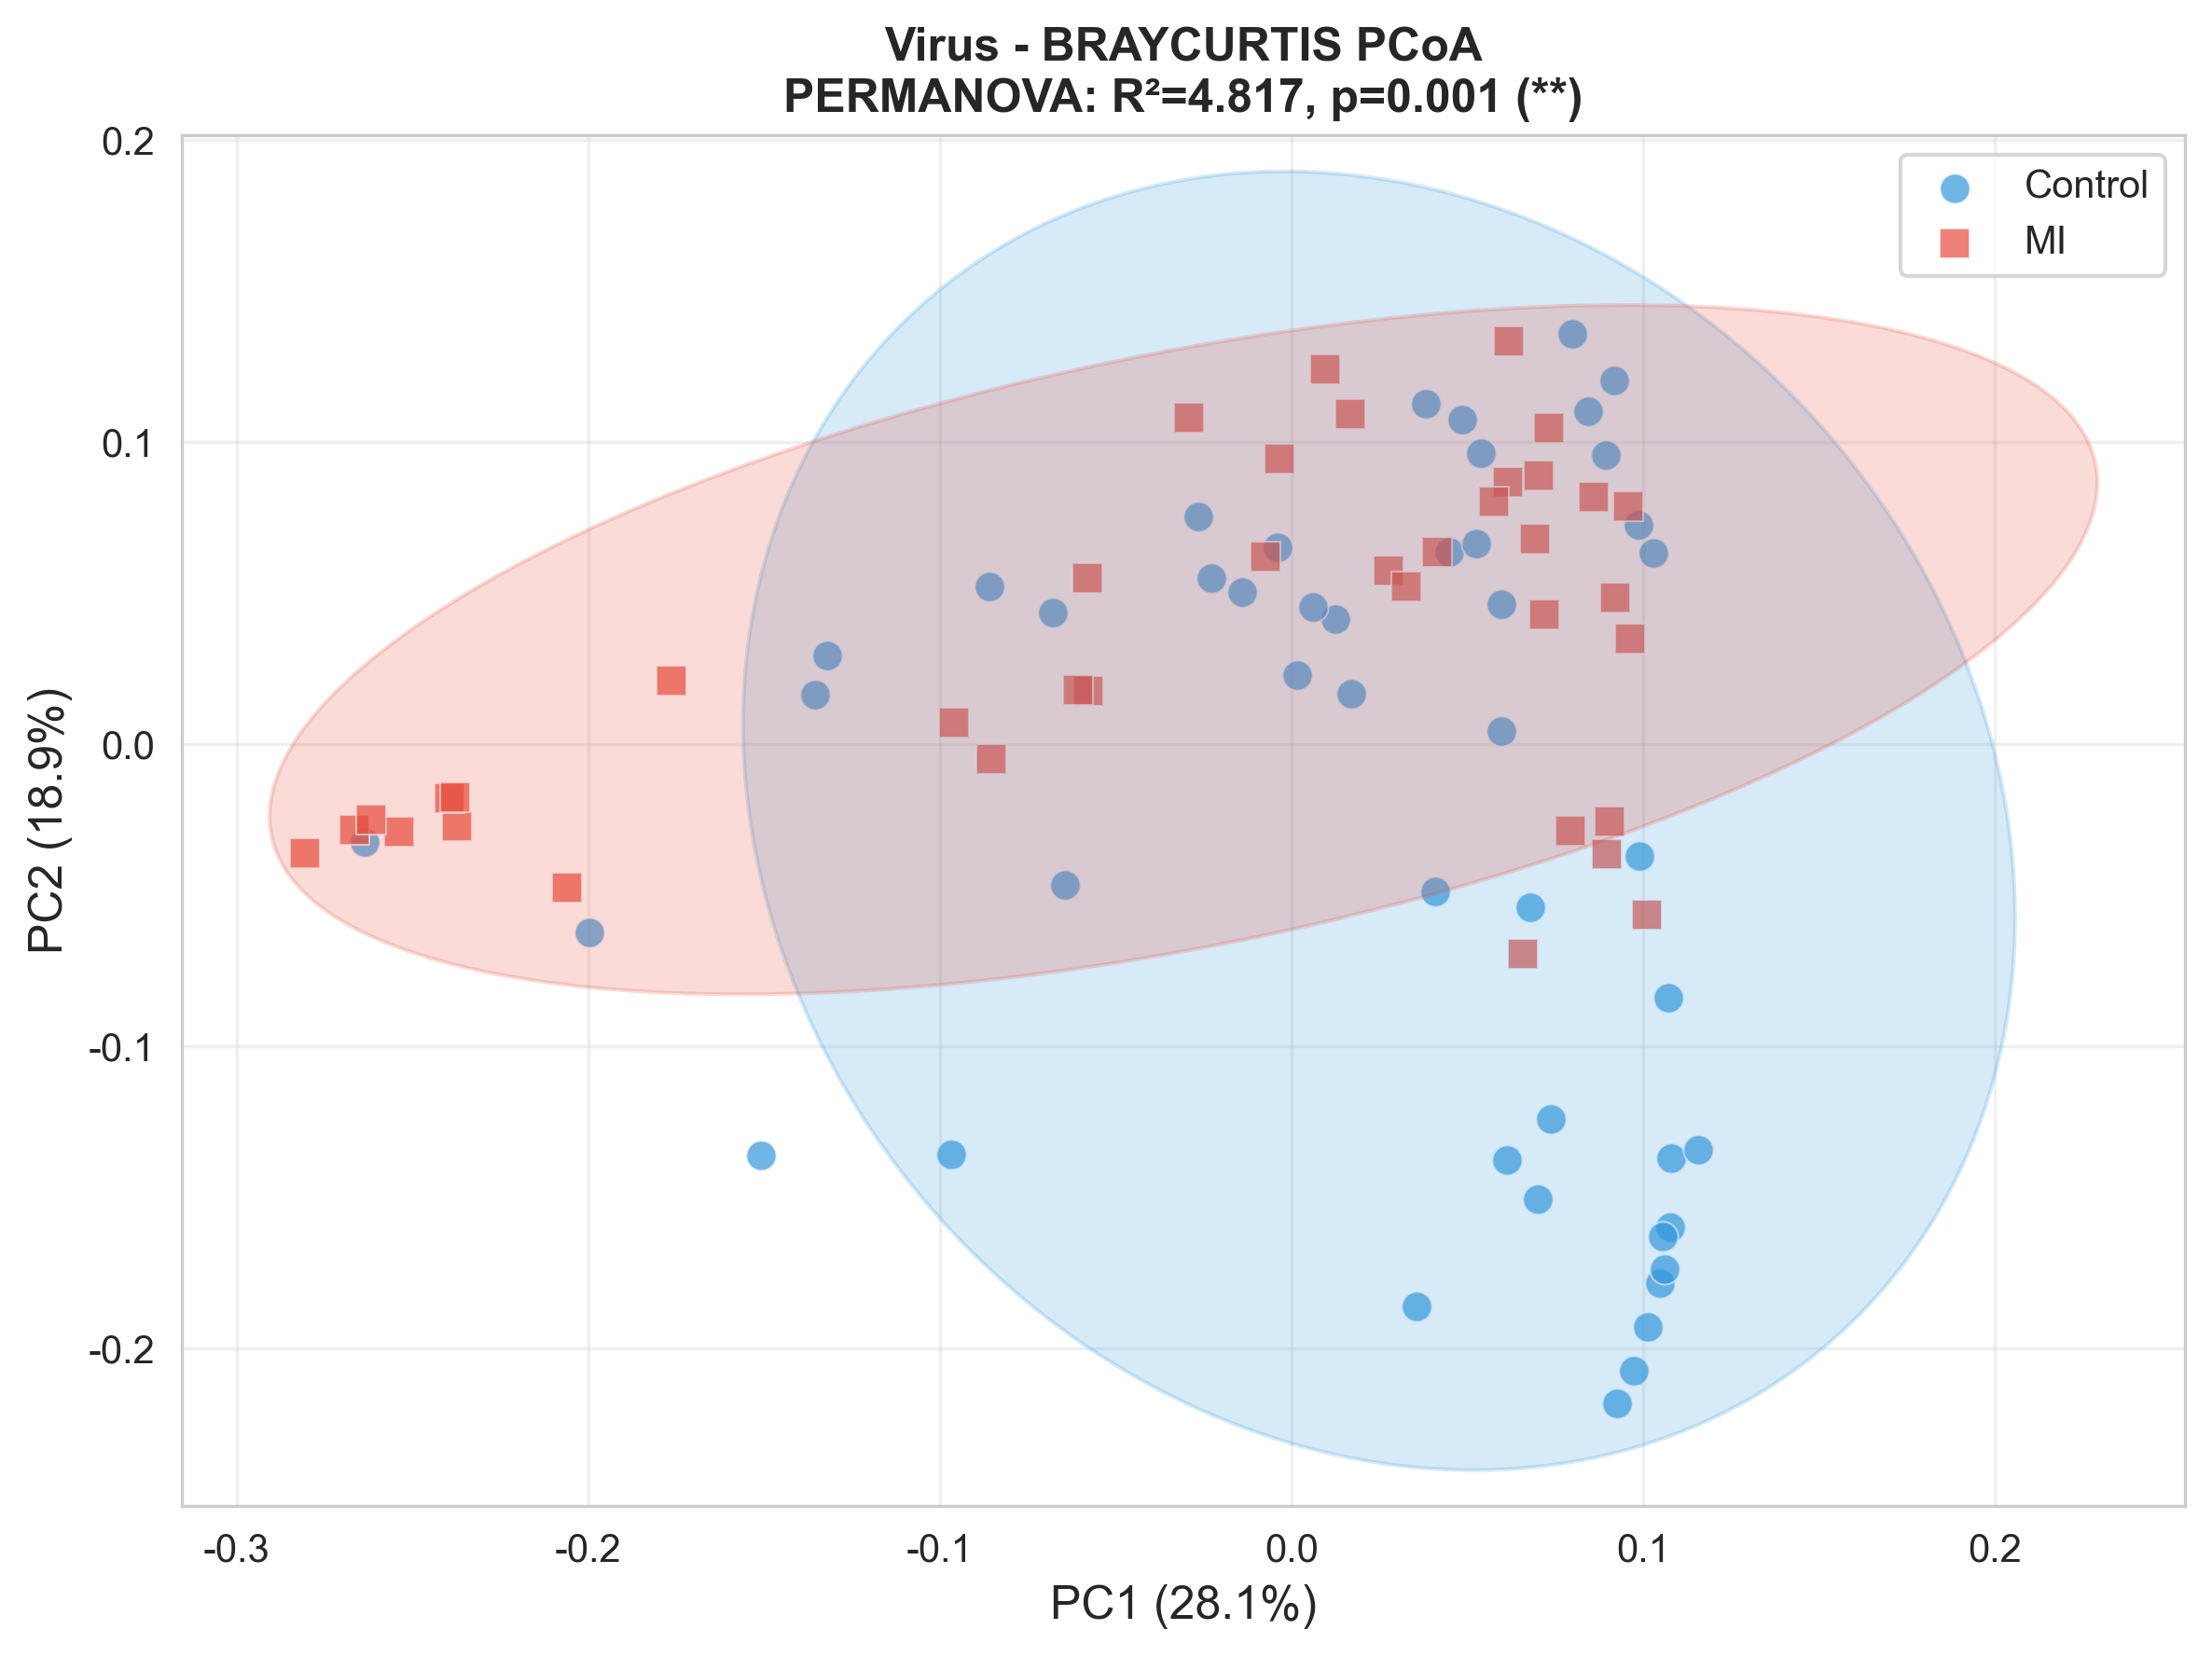 Virus - BRAYCURTIS PCoA
PERMANOVA: R²=4.817, p=0.001 (**)
Control
MI
0.2
0.1
0.0
-0.1
-0.2
PC2 (18.9%)
-0.3
-0.2
-0.1
0.0
0.1
0.2
PC1 (28.1%)